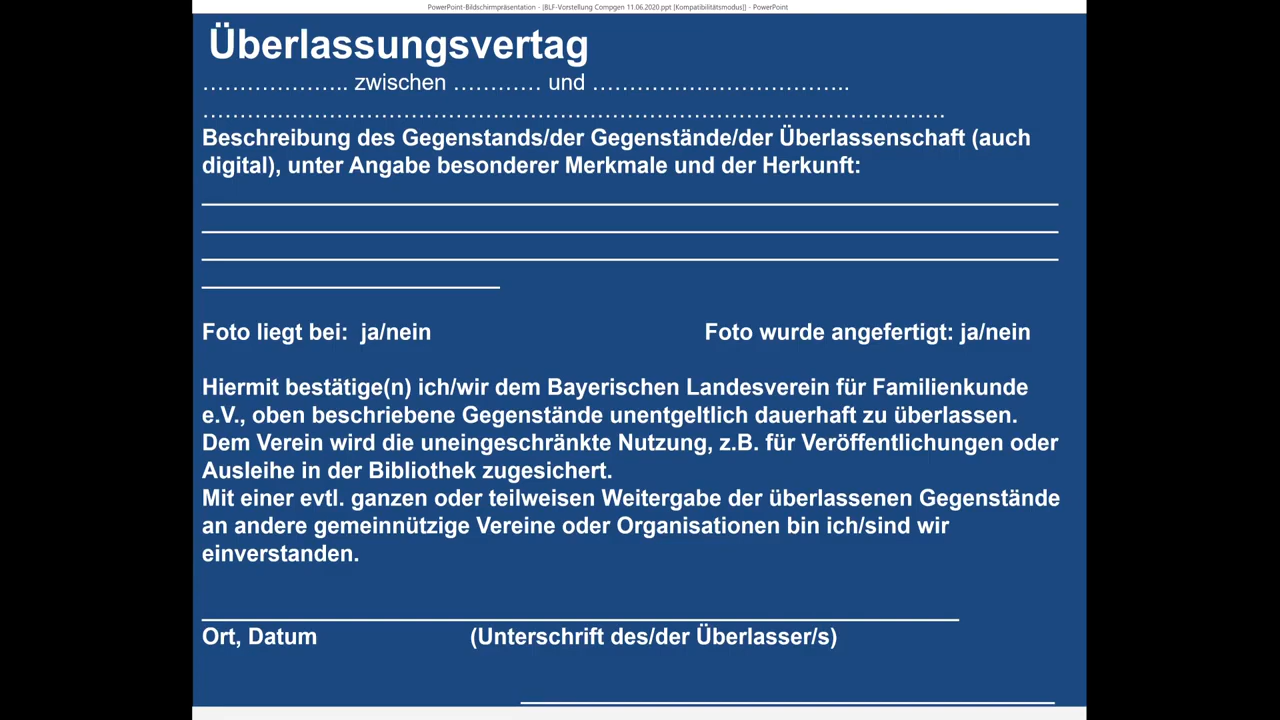 PowerPoint-Bildschirmpräsentation - [BLF-Vorstellung Compgen 11.06.2020.ppt [Kompatibilitätsmodus]] - PowerPoint
Überlassungsvertag
……………….. zwischen ………… und ……………………………..
……………………………………………………………………………………….
Beschreibung des Gegenstands/der Gegenstände/der Überlassenschaft (auch
digital), unter Angabe besonderer Merkmale und der Herkunft:
Foto liegt bei: ja/nein Foto wurde angefertigt: ja/nein
Hiermit bestätige(n) ich/wir dem Bayerischen Landesverein für Familienkunde
e.V., oben beschriebene Gegenstände unentgeltlich dauerhaft zu überlassen.
Dem Verein wird die uneingeschränkte Nutzung, z.B. für Veröffentlichungen oder
Ausleihe in der Bibliothek zugesichert.
Mit einer evtl. ganzen oder teilweisen Weitergabe der überlassenen Gegenstände
an andere gemeinnützige Vereine oder Organisationen bin ich/sind wir
einverstanden.
Ort, Datum (Unterschrift des/der Überlasser/s)